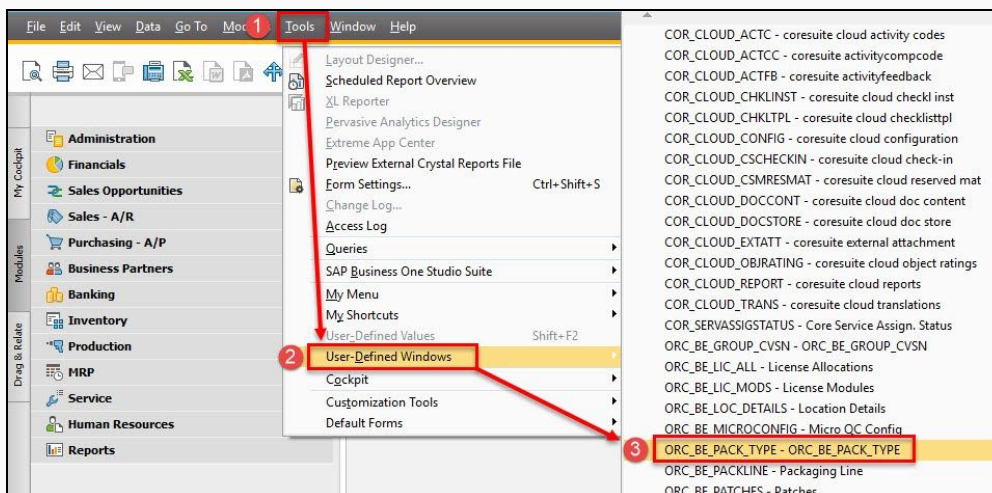 File Edit View Data Go To Mod 1 Tools Window Help
My Cockpit
Modules
Drag & Relate
Administration
Financials
Sales Opportunities
Sales - A/R
Purchasing - A/P
Business Partners
Banking
Inventory
Production
MRP
Service
Human Resources
Reports
Layout Designer...
Scheduled Report Overview
XL Reporter
Pervasive Analytics Designer
Extreme App Center
Preview External Crystal Reports File
Form Settings... Ctrl+Shift+S
Change Log...
Access Log
Queries
SAP Business One Studio Suite
My Menu
My Shortcuts
User-Defined Values Shift+F2
2 User-Defined Windows
Cockpit
Customization Tools
Default Forms
COR_CLOUD_ACTC - coresuite cloud activity codes
COR_CLOUD_ACTCC - coresuite activitycompcode
COR_CLOUD_ACTFB - coresuite activityfeedback
COR_CLOUD_CHKLINST - coresuite cloud checkl inst
COR_CLOUD_CHKLTPL - coresuite cloud checklisttpl
COR_CLOUD_CONFIG - coresuite cloud configuration
COR_CLOUD_CSCHECKIN - coresuite cloud check-in
COR_CLOUD_CSMRESMAT - coresuite cloud reserved mat
COR_CLOUD_DOCCONT - coresuite cloud doc content
COR_CLOUD_DOCSTORE - coresuite cloud doc store
COR_CLOUD_EXTATT - coresuite external attachment
COR_CLOUD_OBJRATING - coresuite cloud object ratings
COR_CLOUD_REPORT - coresuite cloud reports
COR_CLOUD_TRANS - coresuite cloud translations
COR_SERVASSIGSTATUS - Core Service Assign. Status
ORC_BE_GROUP_CVSN - ORC_BE_GROUP_CVSN
ORC_BE_LIC_ALL - License Allocations
ORC_BE_LIC_MODS - License Modules
ORC_BE_LOC_DETAILS - Location Details
ORC_BE_MICROCONFIG - Micro QC Config
3 ORC_BE_PACK_TYPE - ORC_BE_PACK_TYPE
ORC_BE_PACKLINE - Packaging Line
ORC_BE_PATCHES - Patches